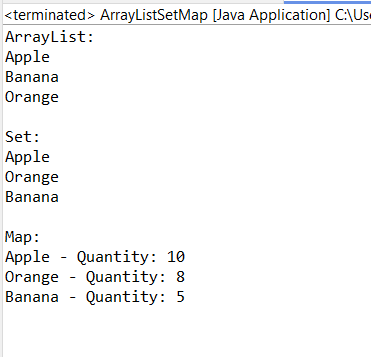 <terminated> ArrayListSetMap [Java Application] C:\Use
ArrayList:
Apple
Banana
Orange
Set:
Apple
Orange
Banana
Map:
Apple - Quantity: 10
Orange - Quantity: 8
Banana - Quantity: 5